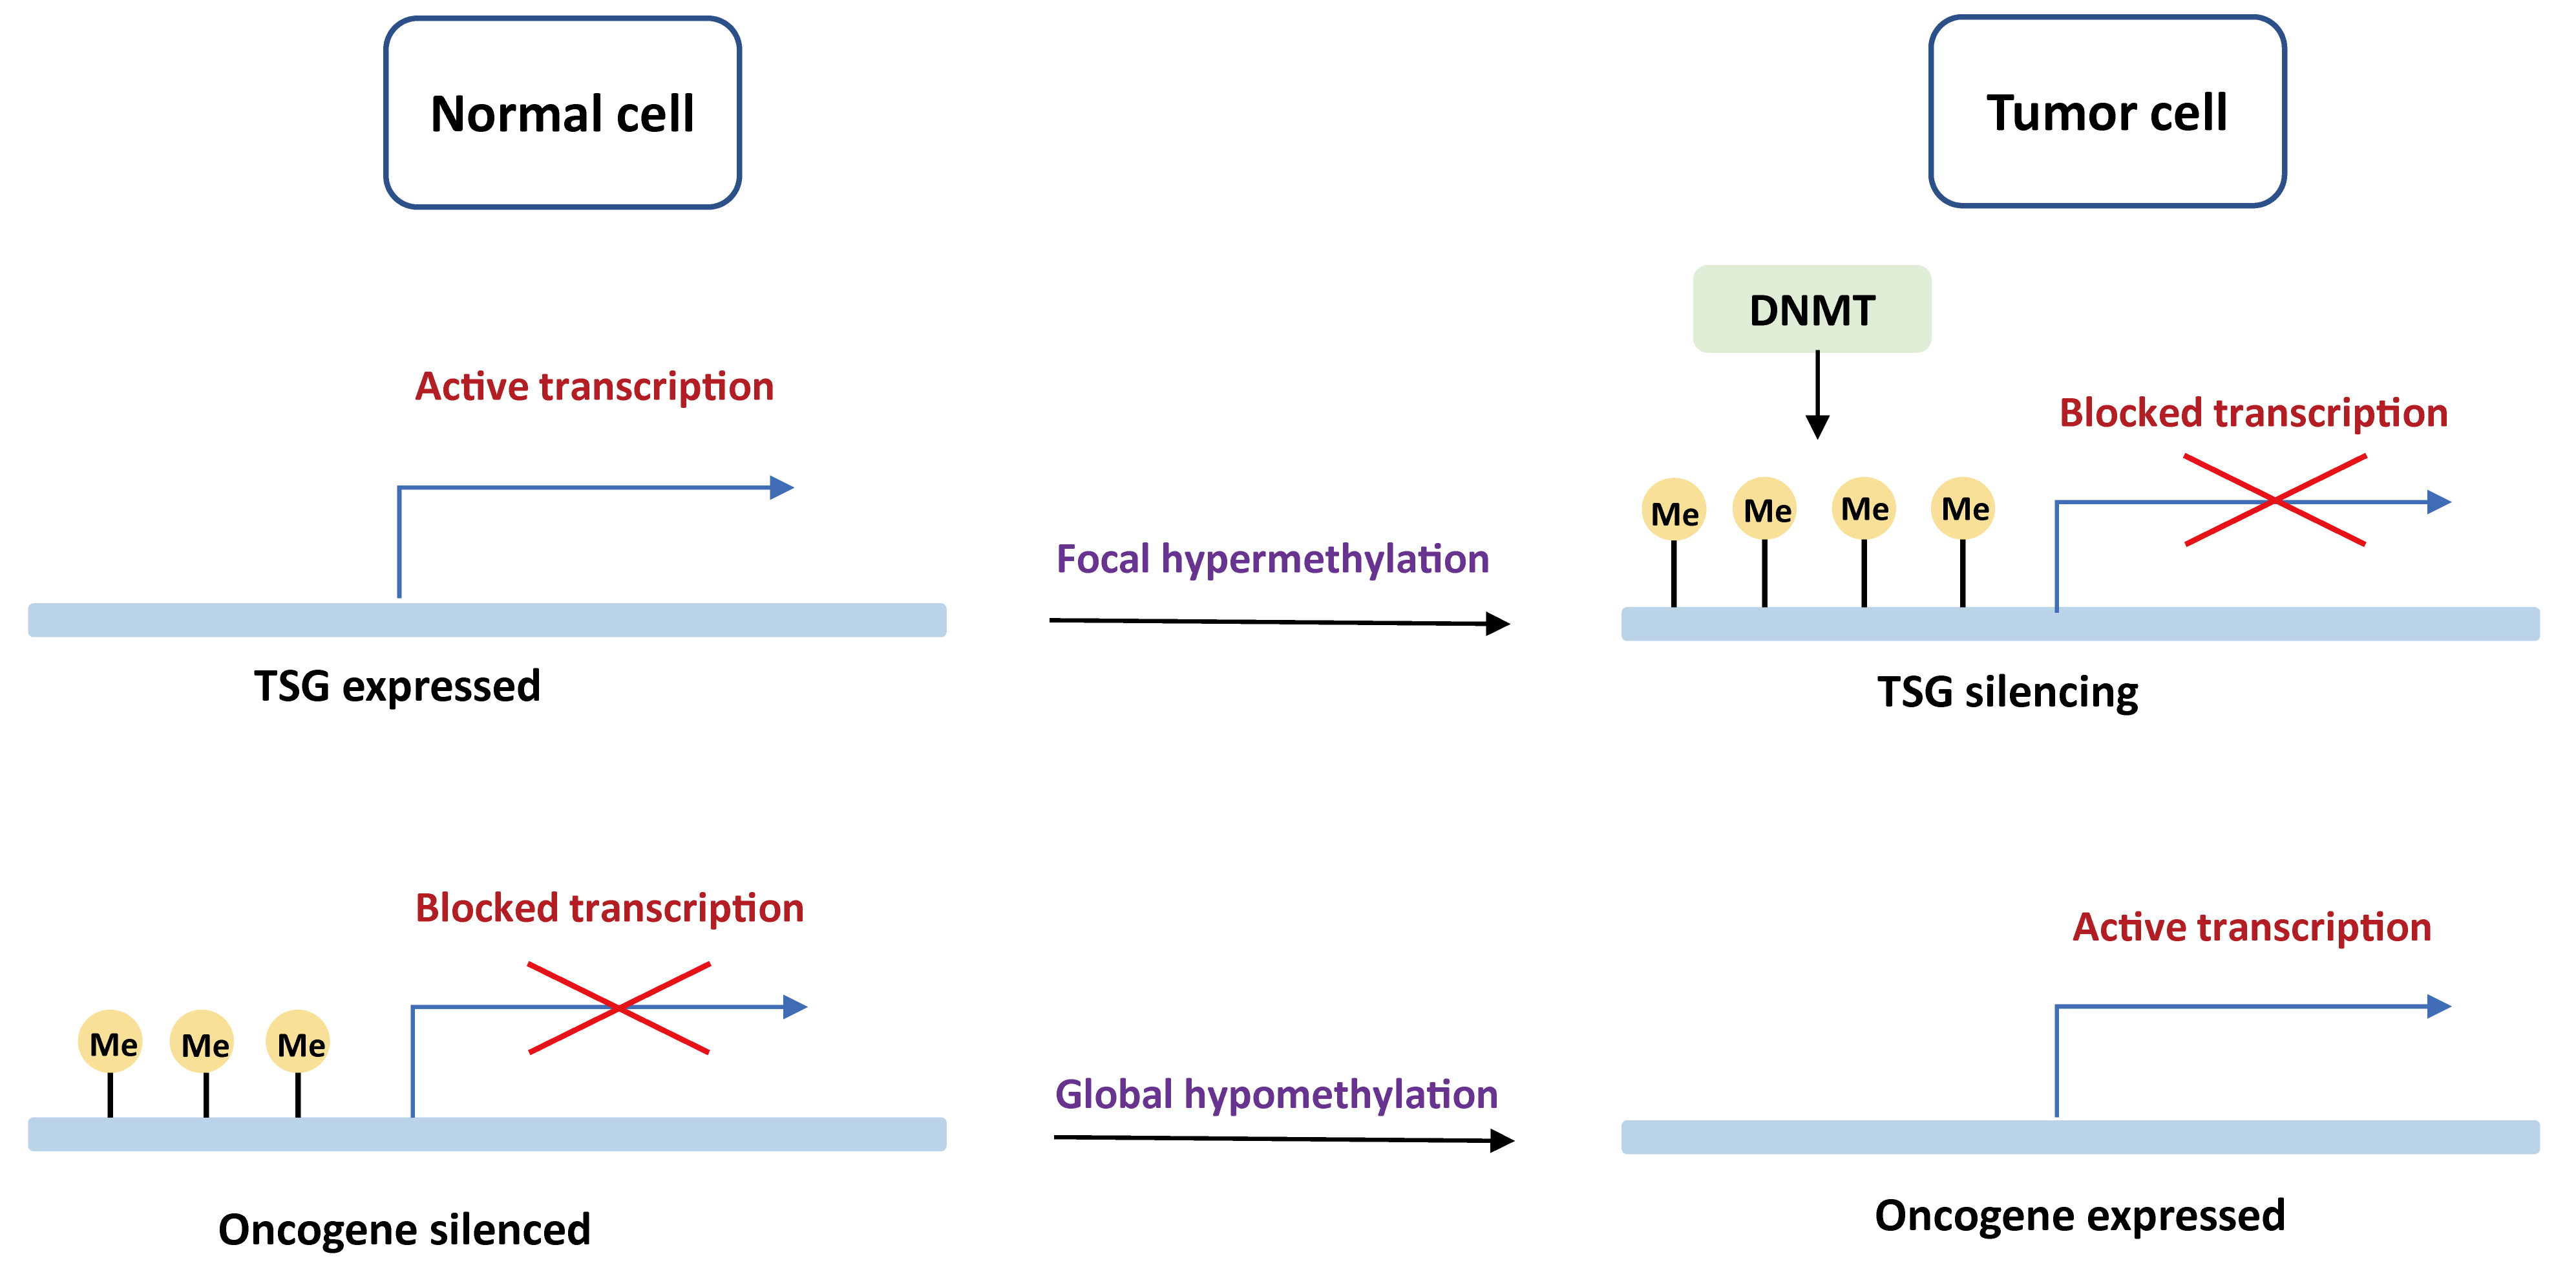 Normal cell
Tumor cell
DNMT
Active transcription
Blocked transcription
Me Me Me Me
Focal hypermethylation
TSG expressed
TSG silencing
Blocked transcription
Active transcription
Me Me Me
Global hypomethylation
Oncogene silenced
Oncogene expressed